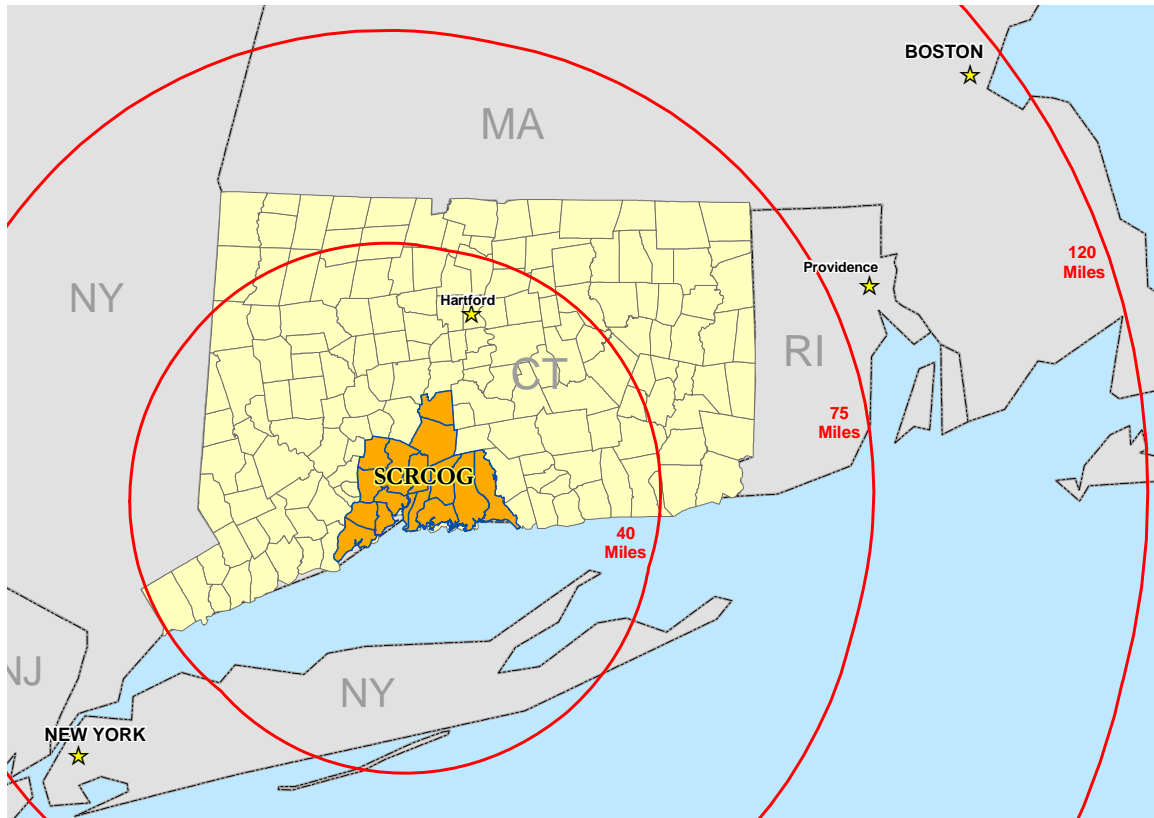 BOSTON
MA
120
Miles
Providence
NY
Hartford
RI
CT
75
Miles
SCRCOG
40
Miles
NJ
NY
NEW YORK